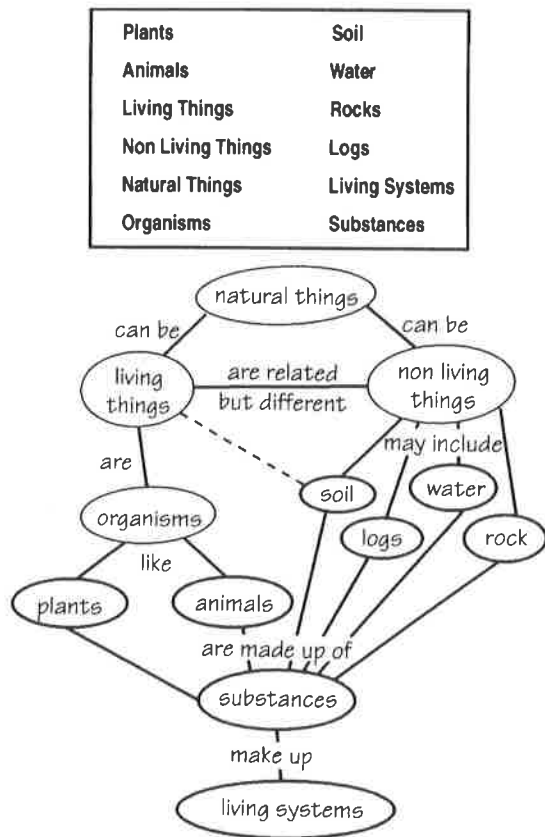 Plants Soil
Animals Water
Living Things Rocks
Non Living Things Logs
Natural Things Living Systems
Organisms Substances
natural things
can be can be
living things
are related but different
non living things
are
may include
soil
water
organisms
logs
rock
like
plants
animals
are made up of
substances
make up
living systems